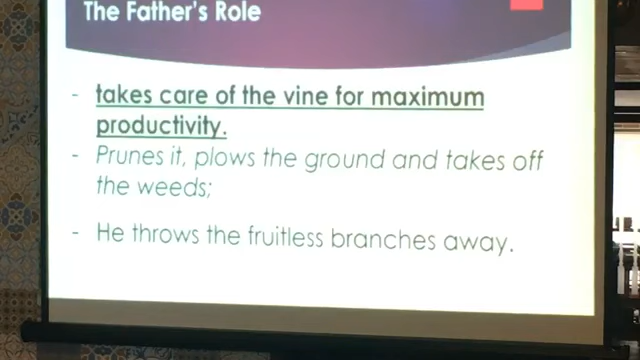 The Father's Role
- takes care of the vine for maximum
productivity.
- Prunes it, plows the ground and takes off
the weeds;
- He throws the fruitless branches away.